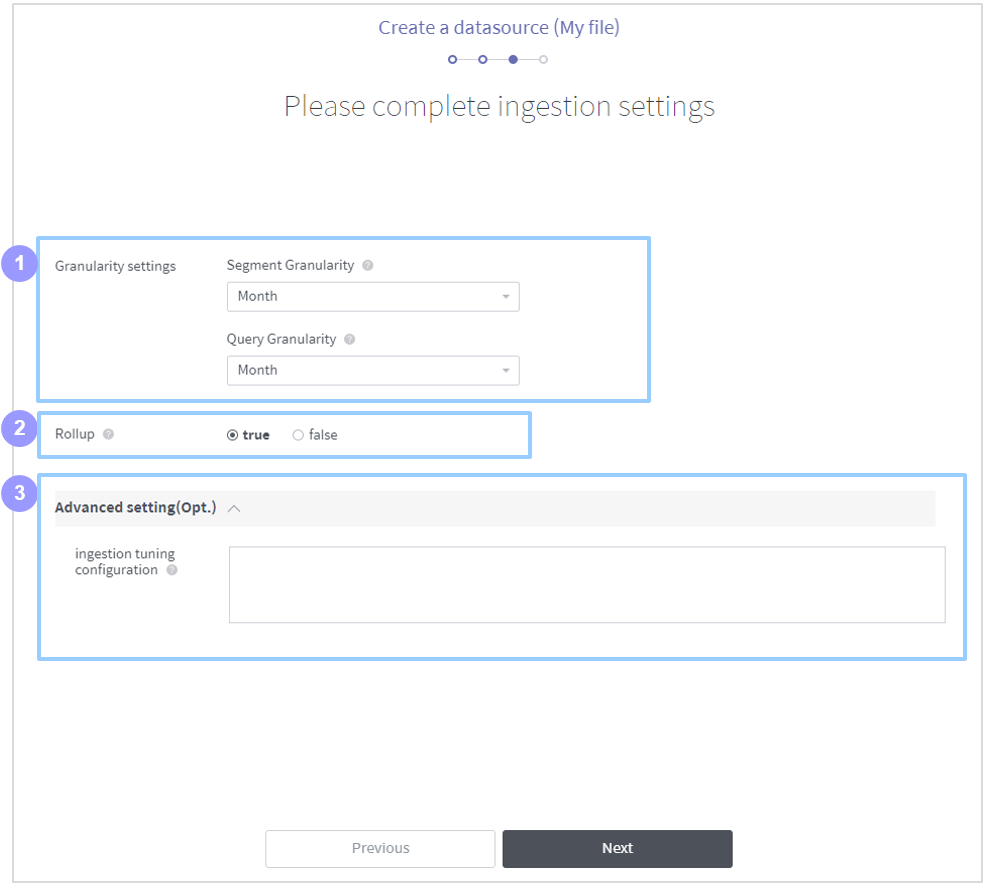 Create a datasource (My file)
Please complete ingestion settings
1
Granularity settings
Segment Granularity ?
Month
Query Granularity ?
Month
2
Rollup ?
true
false
3
Advanced setting(Opt.)
ingestion tuning
configuration ?
Previous
Next